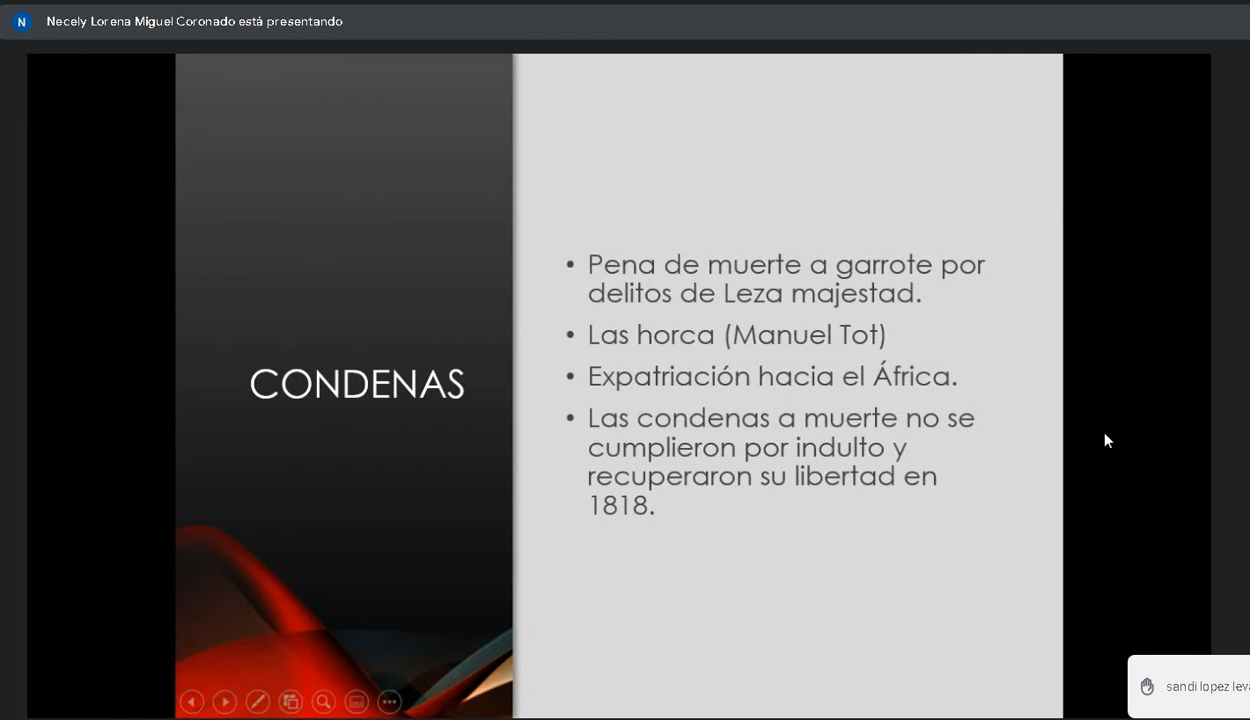 N Necely Lorena Miguel Coronado está presentando
CONDENAS
• Pena de muerte a garrote por
delitos de Leza majestad.
• Las horca (Manuel Tot)
• Expatriación hacia el África.
• Las condenas a muerte no se
cumplieron por indulto y
recuperaron su libertad en
1818.
sandi lopez